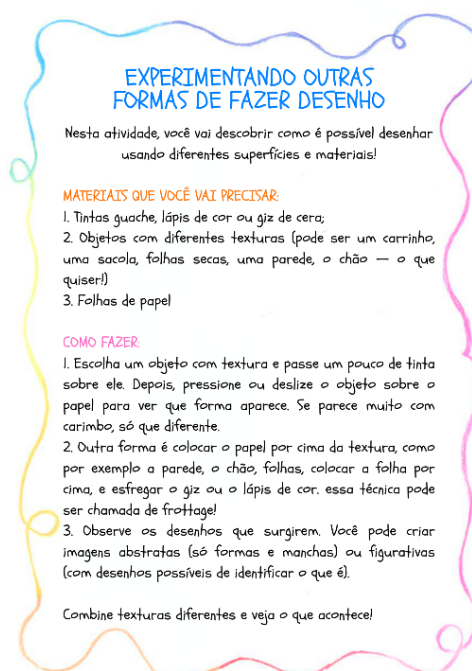 EXPERIMENTANDO OUTRAS
FORMAS DE FAZER DESENHO
Nesta atividade, você vai descobrir como é possível desenhar
usando diferentes superfícies e materiais!
MATERIAIS QUE VOCÊ VAI PRECISAR:
1. Tintas guache, lápis de cor ou giz de cera;
2. Objetos com diferentes texturas (pode ser um carrinho,
uma sacola, folhas secas, uma parede, o chão — o que
quiser!)
3. Folhas de papel
COMO FAZER:
1. Escolha um objeto com textura e passe um pouco de tinta
sobre ele. Depois, pressione ou deslize o objeto sobre o
papel para ver que forma aparece. Se parece muito com
carimbo, só que diferente.
2. Outra forma é colocar o papel por cima da textura, como
por exemplo a parede, o chão, folhas, colocar a folha por
cima, e esfregar o giz ou o lápis de cor. essa técnica pode
ser chamada de frottage!
3. Observe os desenhos que surgirem. Você pode criar
imagens abstratas (só formas e manchas) ou figurativas
(com desenhos possíveis de identificar o que é).
Combine texturas diferentes e veja o que acontece!